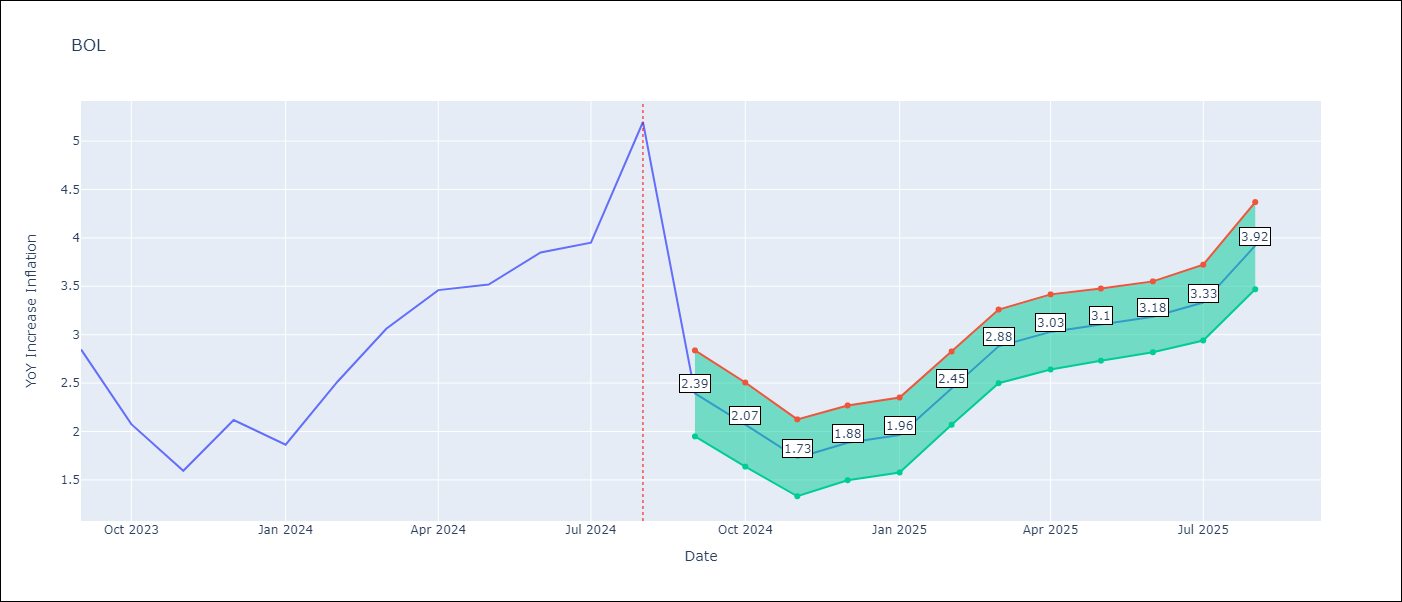 BOL
YoY Increase Inflation
5
4.5
4
3.5
3
2.5
2
1.5
2.39
2.07
1.73
1.88
1.96
2.45
2.88
3.03
3.1
3.18
3.33
3.92
Oct 2023
Jan 2024
Apr 2024
Jul 2024
Oct 2024
Jan 2025
Apr 2025
Jul 2025
Date